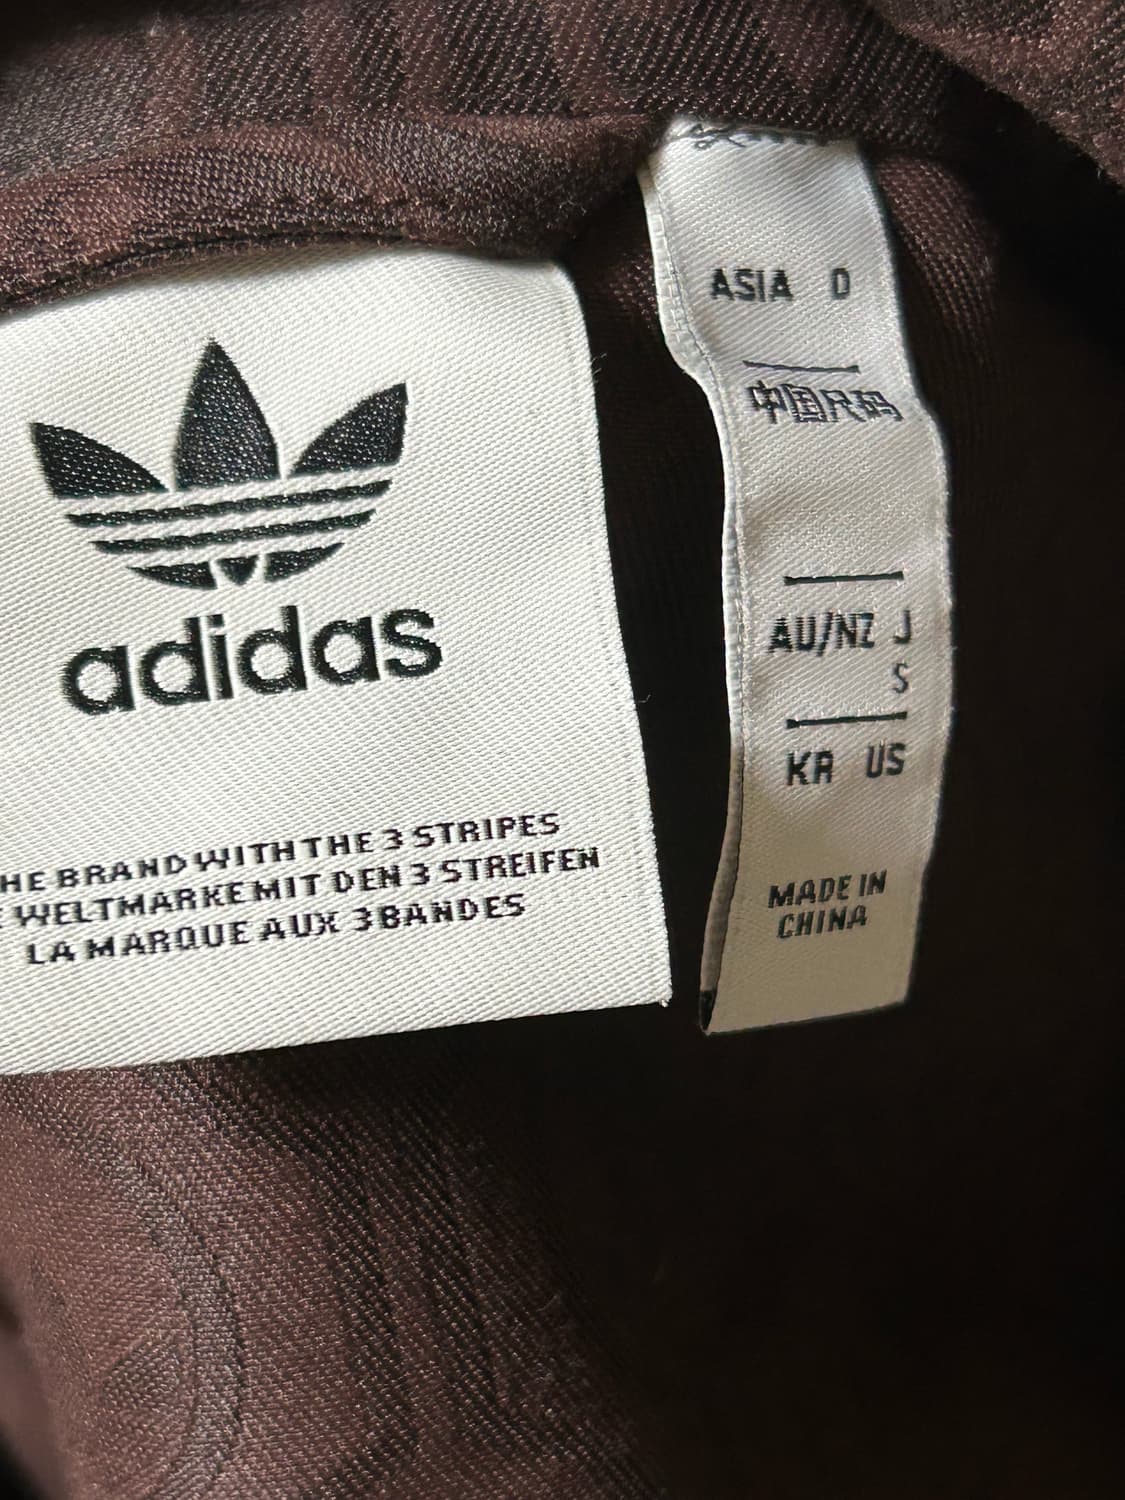 adidas
HE BRAND WITH THE 3 STRIPES
E WELTMARKE MIT DEN 3 STREIFEN
LA MARQUE AUX 3 BANDES
ASIA D
中国尺码
AU/NZ J
S
KR US
MADE IN
CHINA